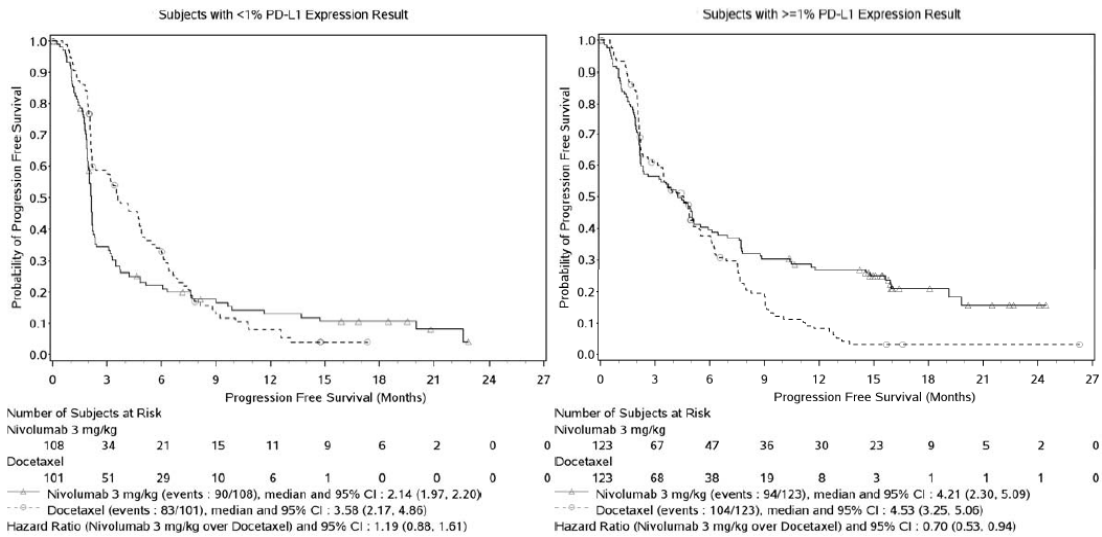 Subjects with <1% PD-L1 Expression Result
Probability of Progression Free Survival
1.0
0.9
0.8
0.7
0.6
0.5
0.4
0.3
0.2
0.1
0.0
0 3 6 9 12 15 18 21 24 27
Progression Free Survival (Months)
Number of Subjects at Risk
Nivolumab 3 mg/kg
108 34 21 15 11 9 6 2 0 0
Docetaxel
101 51 29 10 6 1 0 0 0 0
Nivolumab 3 mg/kg (events : 90/108), median and 95% CI : 2.14 (1.97, 2.20)
Docetaxel (events : 83/101), median and 95% CI : 3.58 (2.17, 4.86)
Hazard Ratio (Nivolumab 3 mg/kg over Docetaxel) and 95% CI : 1.19 (0.88, 1.61)
Subjects with >=1% PD-L1 Expression Result
Probability of Progression Free Survival
1.0
0.9
0.8
0.7
0.6
0.5
0.4
0.3
0.2
0.1
0.0
0 3 6 9 12 15 18 21 24 27
Progression Free Survival (Months)
Number of Subjects at Risk
Nivolumab 3 mg/kg
123 67 47 36 30 23 9 5 2 0
Docetaxel
123 68 38 19 8 3 1 1 1 0
Nivolumab 3 mg/kg (events : 94/123), median and 95% CI : 4.21 (2.30, 5.09)
Docetaxel (events : 104/123), median and 95% CI : 4.53 (3.25, 5.06)
Hazard Ratio (Nivolumab 3 mg/kg over Docetaxel) and 95% CI : 0.70 (0.53, 0.94)